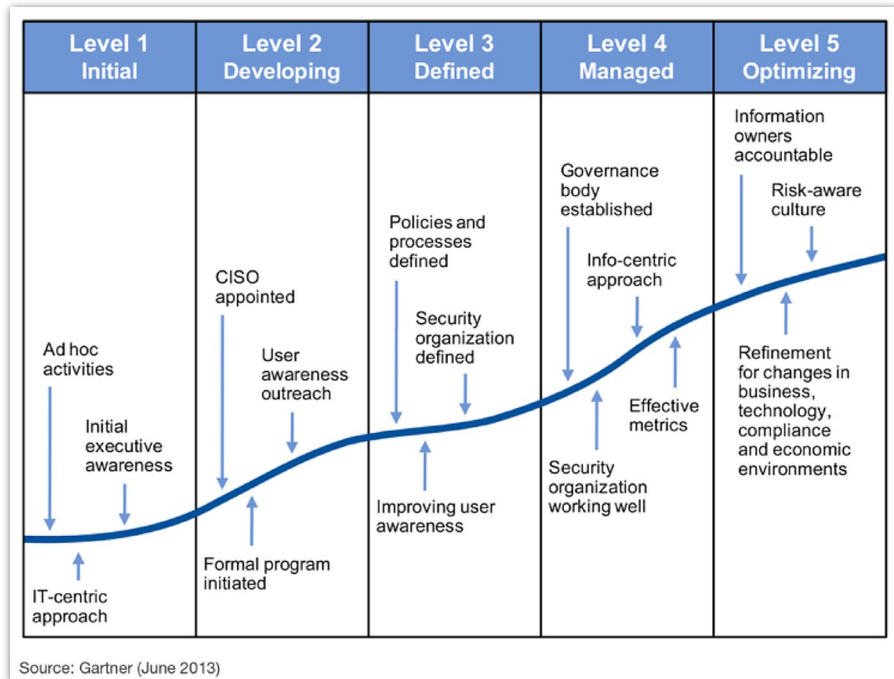 Level 1
Initial
Level 2
Developing
Level 3
Defined
Level 4
Managed
Level 5
Optimizing
Ad hoc
activities
Initial
executive
awareness
IT-centric
approach
CISO
appointed
User
awareness
outreach
Formal program
initiated
Policies and
processes
defined
Security
organization
defined
Improving user
awareness
Governance
body
established
Info-centric
approach
Effective
metrics
Security
organization
working well
Information
owners
accountable
Risk-aware
culture
Refinement
for changes in
business,
technology,
compliance
and economic
environments
Source: Gartner (June 2013)